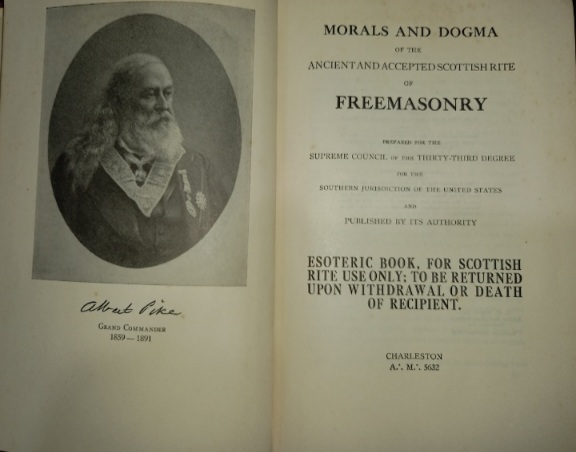 Albert Pike
GRAND COMMANDER
1859—1891
MORALS AND DOGMA
OF THE
ANCIENT AND ACCEPTED SCOTTISH RITE
OF
FREEMASONRY
PREPARED FOR THE
SUPREME COUNCIL OF THE THIRTY-THIRD DEGREE
FOR THE
SOUTHERN JURISDICTION OF THE UNITED STATES
AND
PUBLISHED BY ITS AUTHORITY
ESOTERIC BOOK, FOR SCOTTISH
RITE USE ONLY; TO BE RETURNED
UPON WITHDRAWAL OR DEATH
OF RECIPIENT.
CHARLESTON
A∴ M∴ 5632